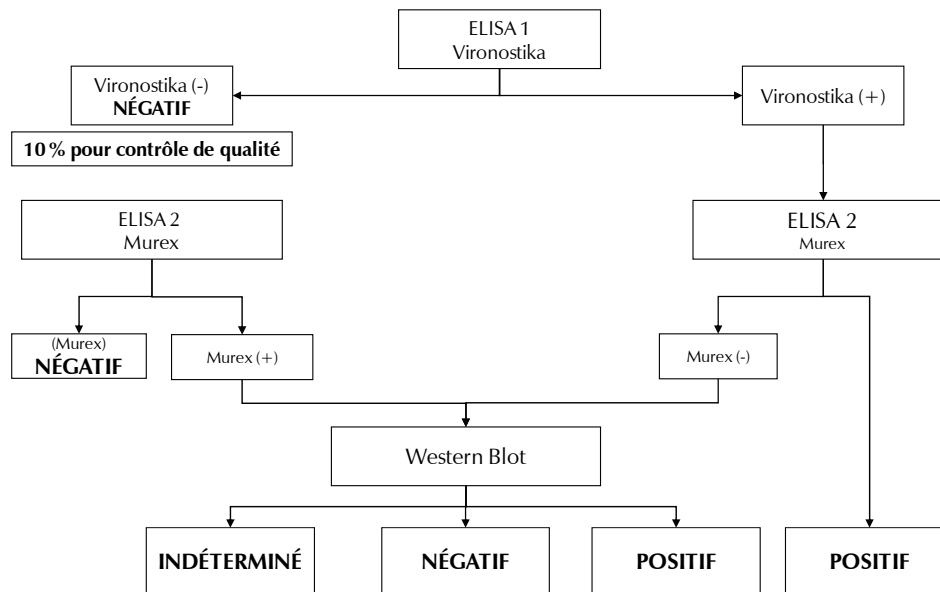 ELISA 1
Vironostika
Vironostika (-)
NÉGATIF
Vironostika (+)
10 % pour contrôle de qualité
ELISA 2
Murex
ELISA 2
Murex
(Murex)
NÉGATIF
Murex (+)
Murex (-)
Western Blot
INDÉTERMINÉ
NÉGATIF
POSITIF
POSITIF